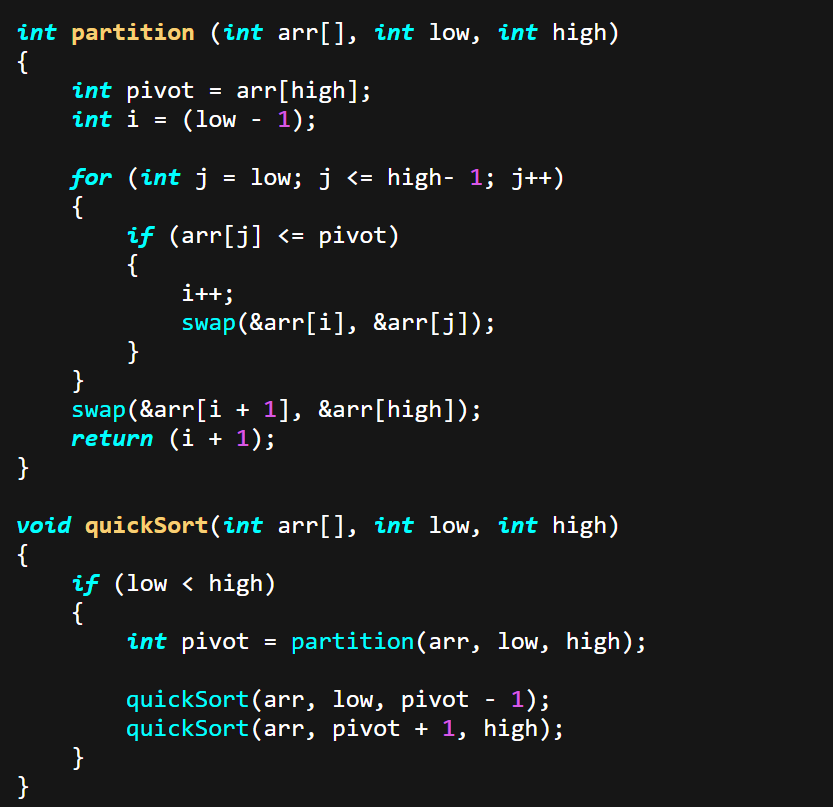 int partition (int arr[], int low, int high)
{
    int pivot = arr[high];
    int i = (low - 1);

    for (int j = low; j <= high- 1; j++)
    {
        if (arr[j] <= pivot)
        {
            i++;
            swap(&arr[i], &arr[j]);
        }
    }
    swap(&arr[i + 1], &arr[high]);
    return (i + 1);
}

void quickSort(int arr[], int low, int high)
{
    if (low < high)
    {
        int pivot = partition(arr, low, high);

        quickSort(arr, low, pivot - 1);
        quickSort(arr, pivot + 1, high);
    }
}